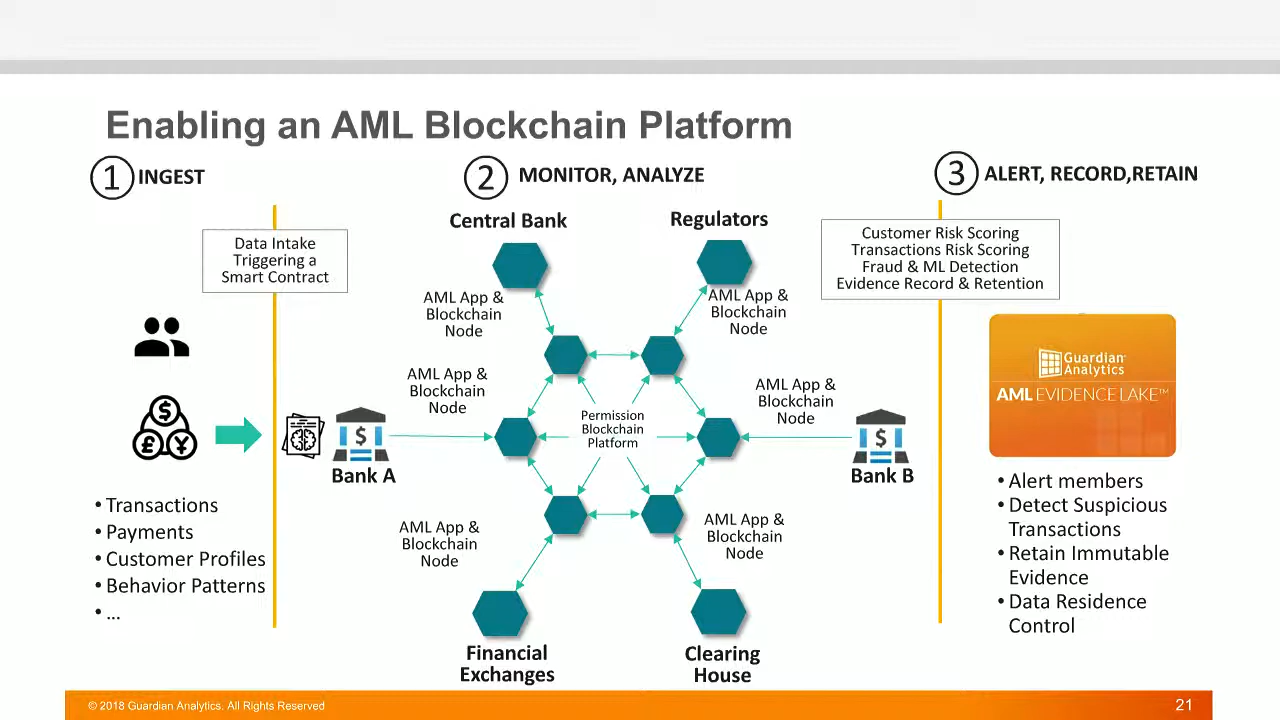 Enabling an AML Blockchain Platform
1 INGEST
2 MONITOR, ANALYZE
3 ALERT, RECORD,RETAIN
Data Intake
Triggering a
Smart Contract
$
£ ¥
• Transactions
• Payments
• Customer Profiles
• Behavior Patterns
• ...
Central Bank
Regulators
AML App &
Blockchain
Node
AML App &
Blockchain
Node
AML App &
Blockchain
Node
AML App &
Blockchain
Node
Permission
Blockchain
Platform
$
Bank A
$
Bank B
AML App &
Blockchain
Node
AML App &
Blockchain
Node
Financial
Exchanges
Clearing
House
Customer Risk Scoring
Transactions Risk Scoring
Fraud & ML Detection
Evidence Record & Retention
Guardian
Analytics
AML EVIDENCE LAKE™
• Alert members
• Detect Suspicious
Transactions
• Retain Immutable
Evidence
• Data Residence
Control
© 2018 Guardian Analytics. All Rights Reserved
21